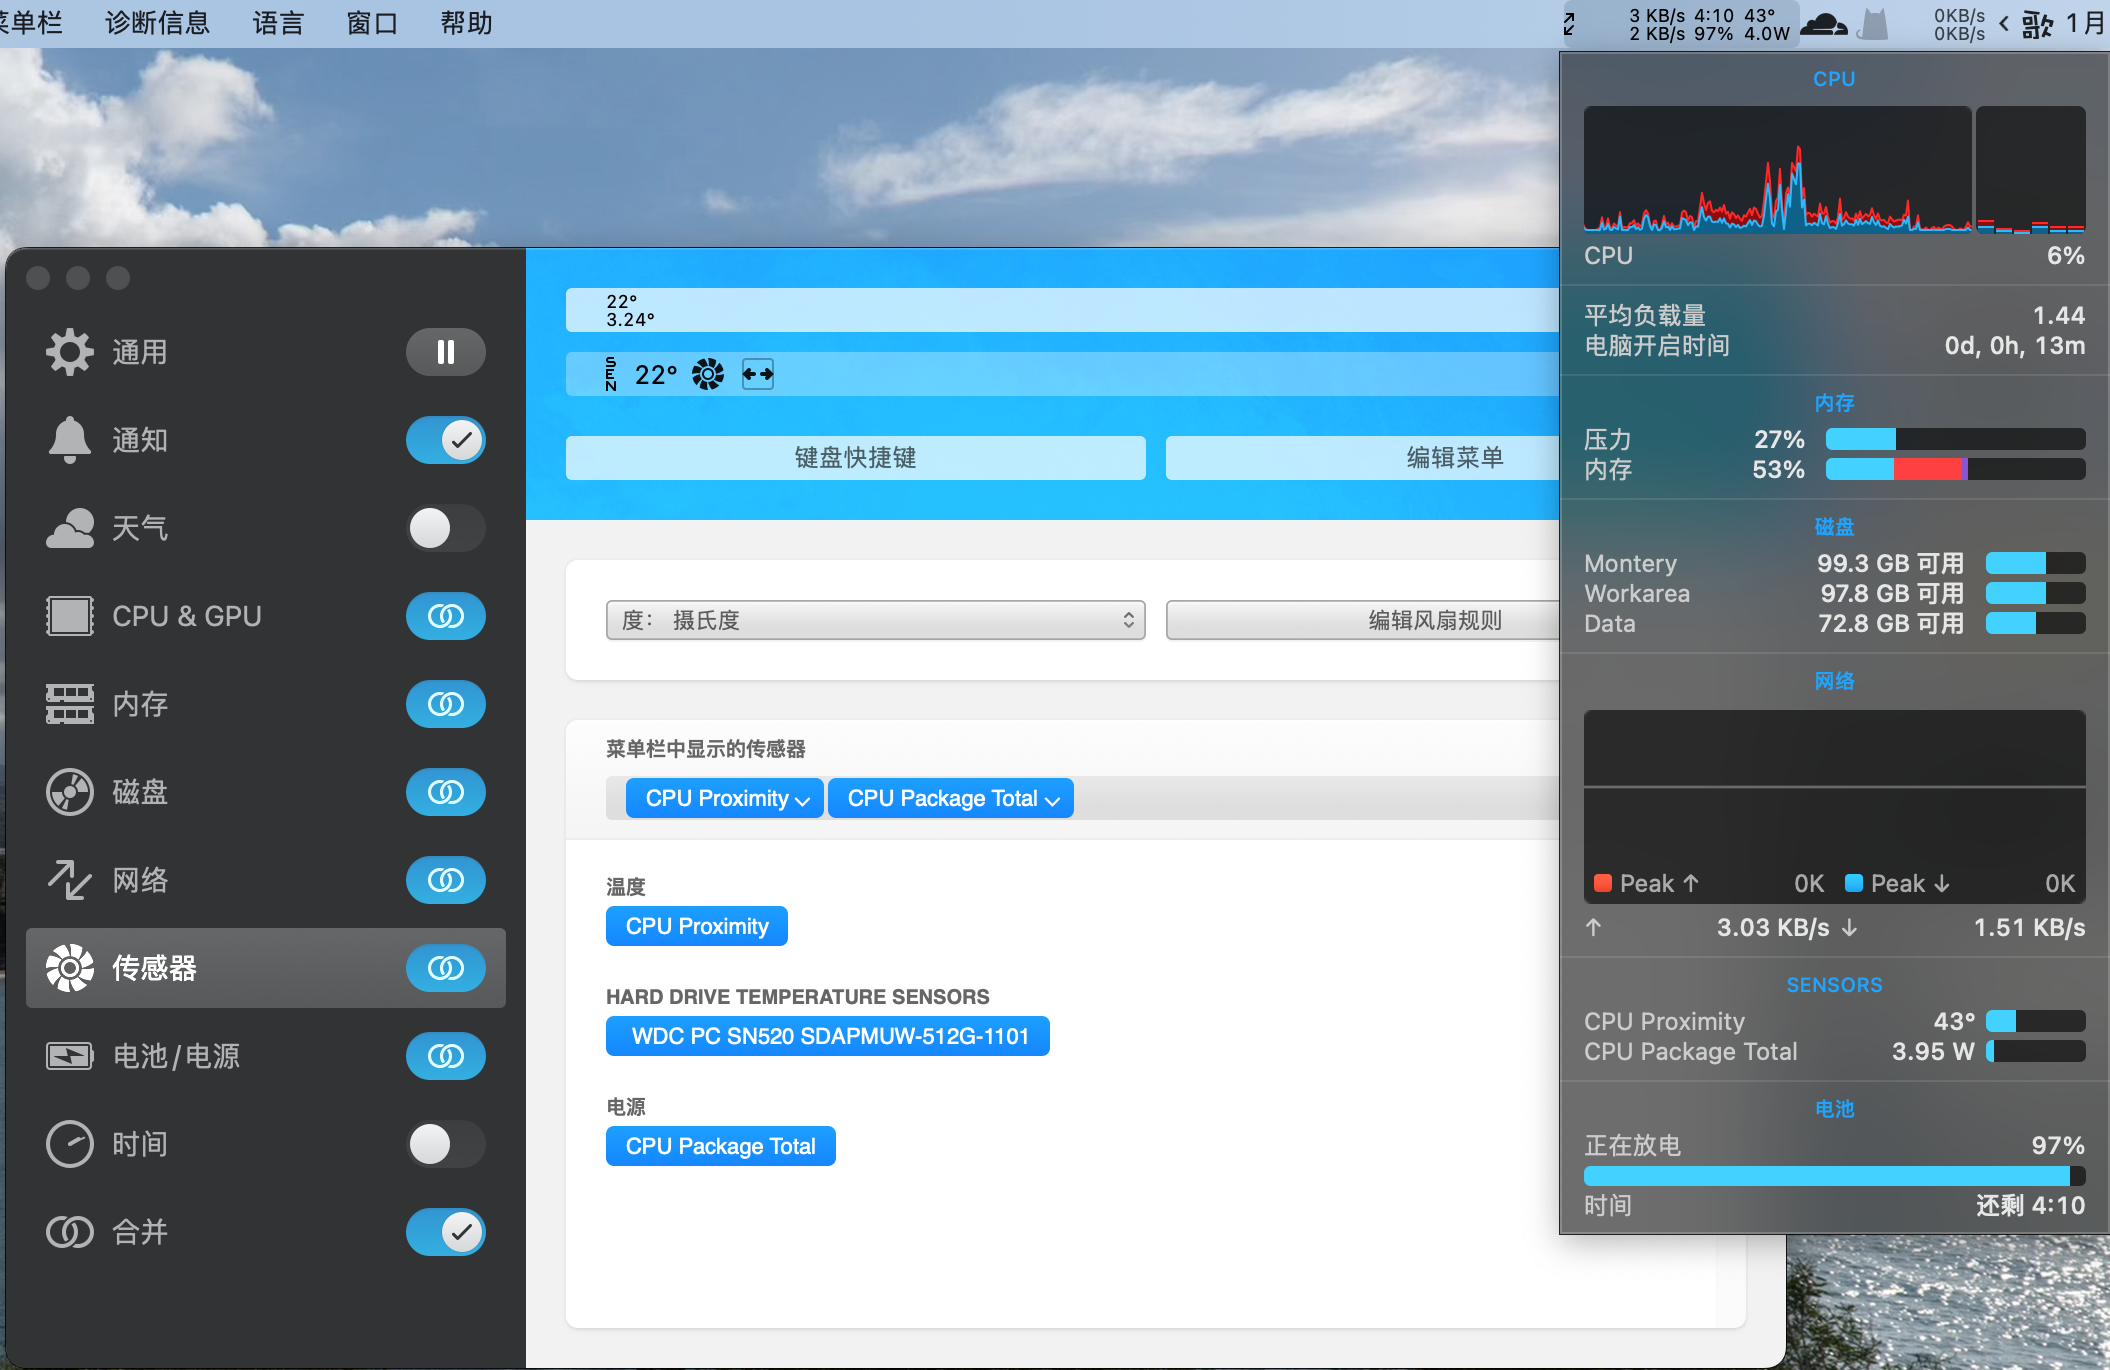 菜单栏 诊断信息 语言 窗口 帮助
3 KB/s 4:10 43°
2 KB/s 97% 4.0W
0KB/s
0KB/s
歌 1月
通用
通知
天气
CPU & GPU
内存
磁盘
网络
传感器
电池/电源
时间
合并
22°
3.24°
SEN 22°
键盘快捷键 编辑菜单
度： 摄氏度 编辑风扇规则
菜单栏中显示的传感器
CPU Proximity CPU Package Total
温度
CPU Proximity
HARD DRIVE TEMPERATURE SENSORS
WDC PC SN520 SDAPMUW-512G-1101
电源
CPU Package Total
CPU
CPU 6%
平均负载量 1.44
电脑开启时间 0d, 0h, 13m
内存
压力 27%
内存 53%
磁盘
Montery 99.3 GB 可用
Workarea 97.8 GB 可用
Data 72.8 GB 可用
网络
Peak ↑ 0K Peak ↓ 0K
↑ 3.03 KB/s ↓ 1.51 KB/s
SENSORS
CPU Proximity 43°
CPU Package Total 3.95 W
电池
正在放电 97%
时间 还剩 4:10